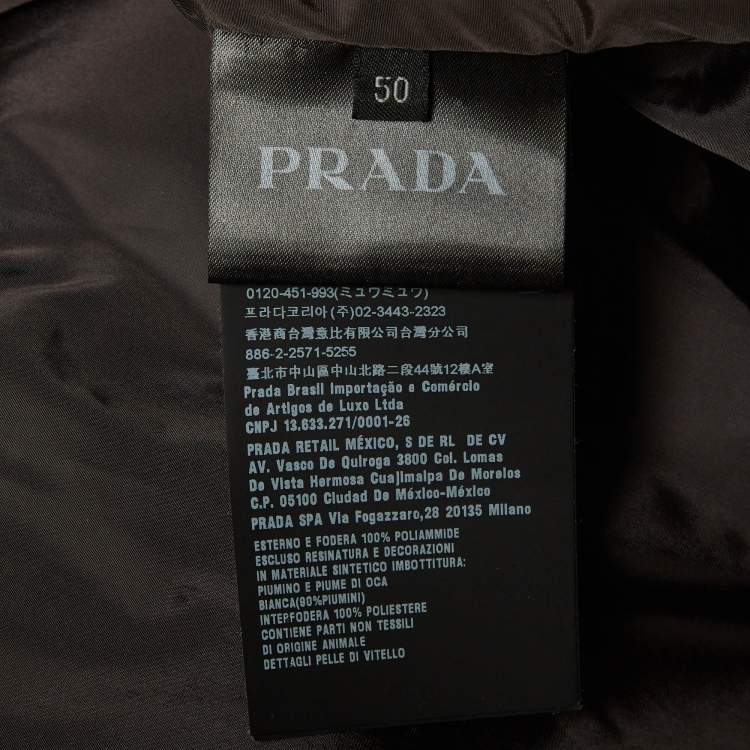 50
PRADA
0120-451-993(ミュウミュウ)
프라다코리아 (주)02-3443-2323
香港商台灣意比有限公司台灣分公司
886-2-2571-5255
臺北市中山區中山北路二段44號12樓A室
Prada Brasil Importação e Comércio
de Artigos de Luxo Ltda
CNPJ 13.633.271/0001-26
PRADA RETAIL MÉXICO, S DE RL DE CV
AV. Vasco De Quiroga 3800 Col. Lomas
De Vista Hermosa Cuajimalpa De Morelos
C.P. 05100 Ciudad De México-México
PRADA SPA Via Fogazzaro,28 20135 Milano
ESTERNO E FODERA 100% POLIAMMIDE
ESCLUSO RESINATURA E DECORAZIONI
IN MATERIALE SINTETICO IMBOTTITURA:
PIUMINO E PIUME DI OCA
BIANCA(90%PIUMINI)
INTERFODERA 100% POLIESTERE
CONTIENE PARTI NON TESSILI
DI ORIGINE ANIMALE
DETTAGLI PELLE DI VITELLO